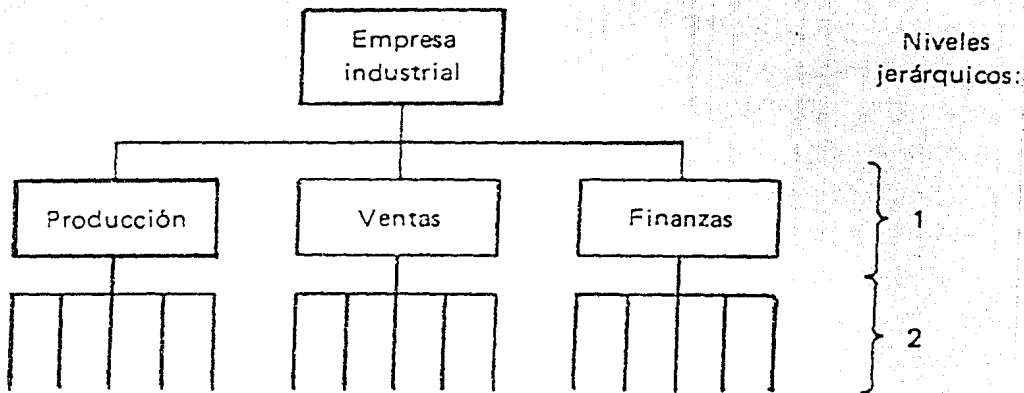 Empresa
industrial
Niveles
jerárquicos:
Producción
Ventas
Finanzas
1
2